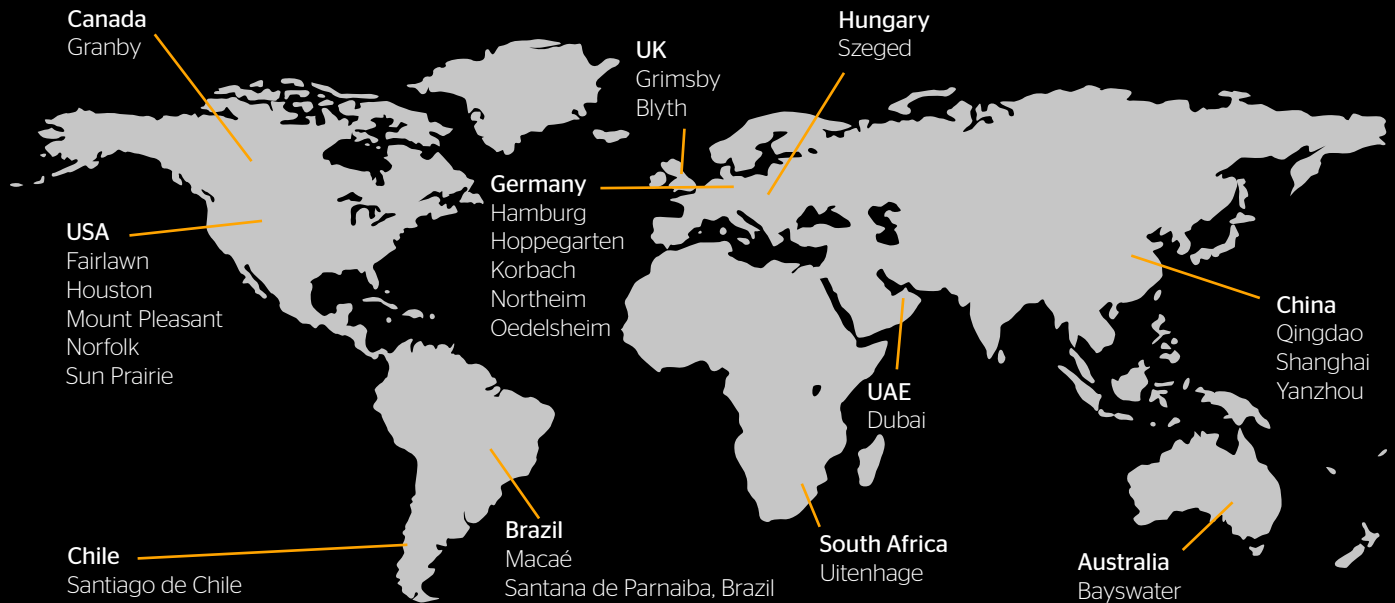 Canada
Granby
UK
Grimsby
Blyth
Hungary
Szeged
USA
Fairlawn
Houston
Mount Pleasant
Norfolk
Sun Prairie
Germany
Hamburg
Hoppegarten
Korbach
Northeim
Oedelsheim
UAE
Dubai
China
Qingdao
Shanghai
Yanzhou
Chile
Santiago de Chile
Brazil
Macaé
Santana de Parnaiba, Brazil
South Africa
Uitenhage
Australia
Bayswater